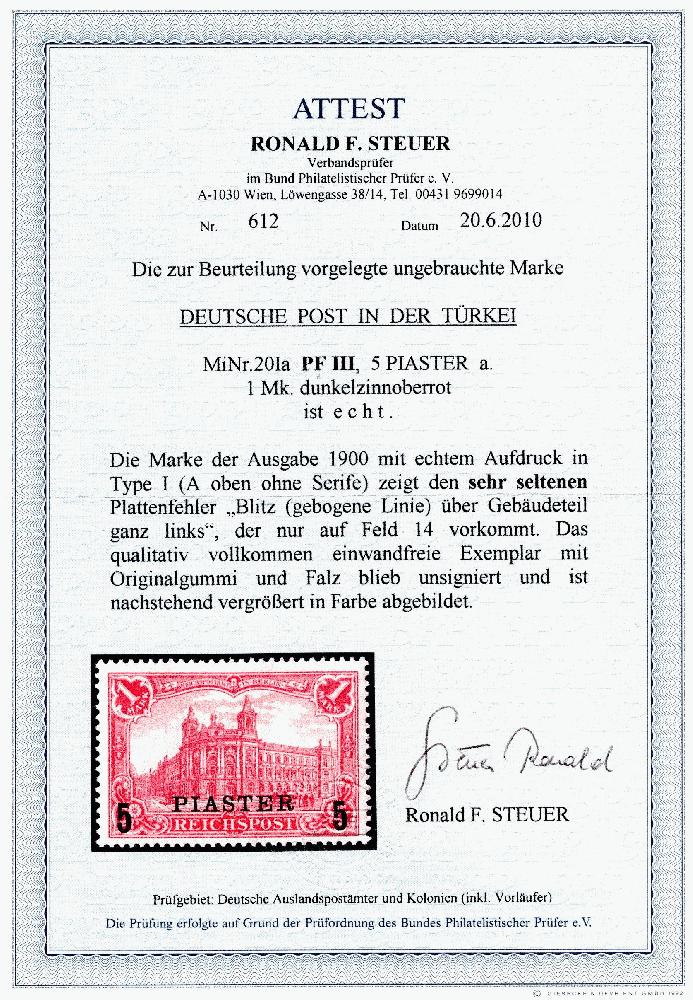 ATTEST
RONALD F. STEUER
Verbandsprüfer
im Bund Philatelistischer Prüfer e. V.
A-1030 Wien, Löwengasse 38/14, Tel 00431 9699014
Nr. 612 Datum 20.6.2010
Die zur Beurteilung vorgelegte ungebrauchte Marke
DEUTSCHE POST IN DER TÜRKEI
MiNr.20Ia PF III, 5 PIASTER a.
1 Mk. dunkelzinnoberrot
ist e c h t .
Die Marke der Ausgabe 1900 mit echtem Aufdruck in
Type I (A oben ohne Serife) zeigt den sehr seltenen
Plattenfehler „Blitz (gebogene Linie) über Gebäudeteil
ganz links“, der nur auf Feld 14 vorkommt. Das
qualitativ vollkommen einwandfreie Exemplar mit
Originalgummi und Falz blieb unsigniert und ist
nachstehend vergrößert in Farbe abgebildet.
1 1
MARK MARK
5 PIASTER 5
REICHSPOST
Steuer Ronald
Ronald F. STEUER
Prüfgebiet: Deutsche Auslandspostämter und Kolonien (inkl. Vorläufer)
Die Prüfung erfolgte auf Grund der Prüfordnung des Bundes Philatelistischer Prüfer e.V.